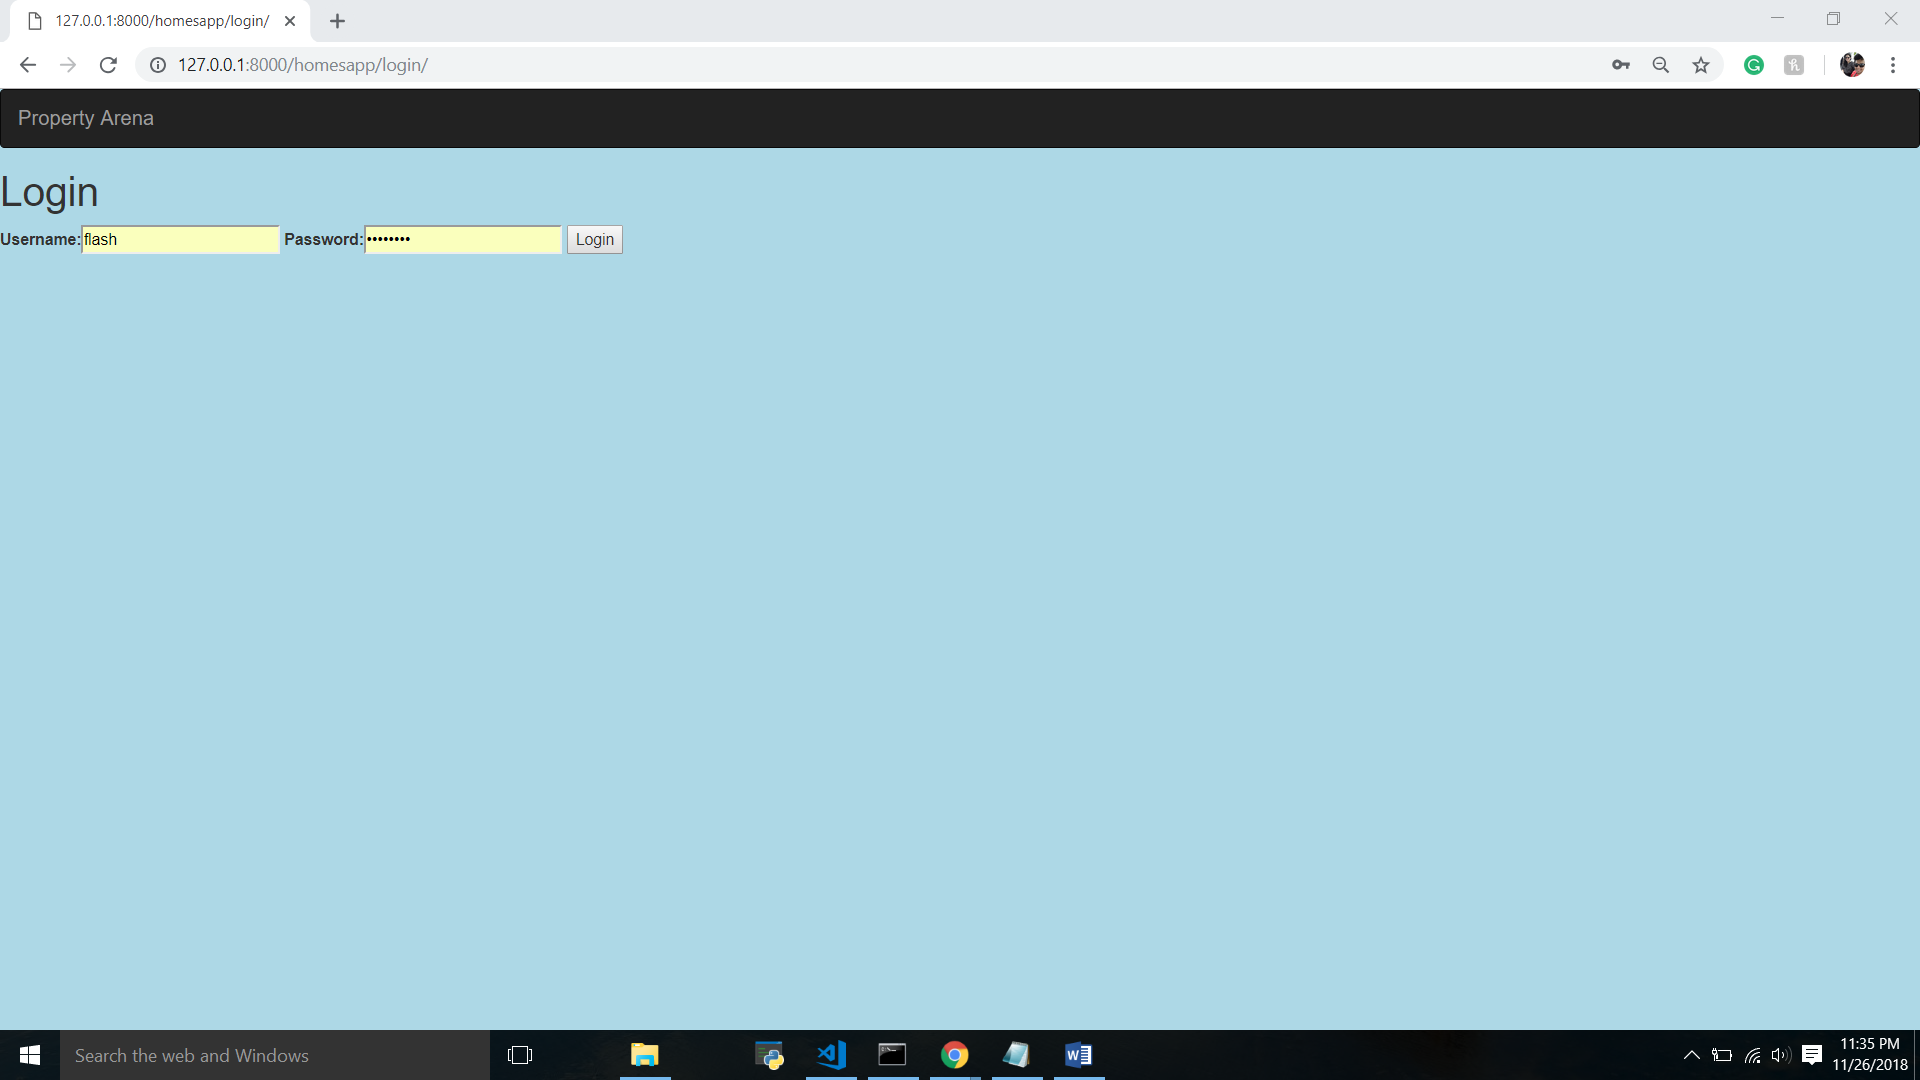 127.0.0.1:8000/homesapp/login/
127.0.0.1:8000/homesapp/login/
Property Arena
Login
Username: flash Password: •••••••• Login
Search the web and Windows
11:35 PM
11/26/2018